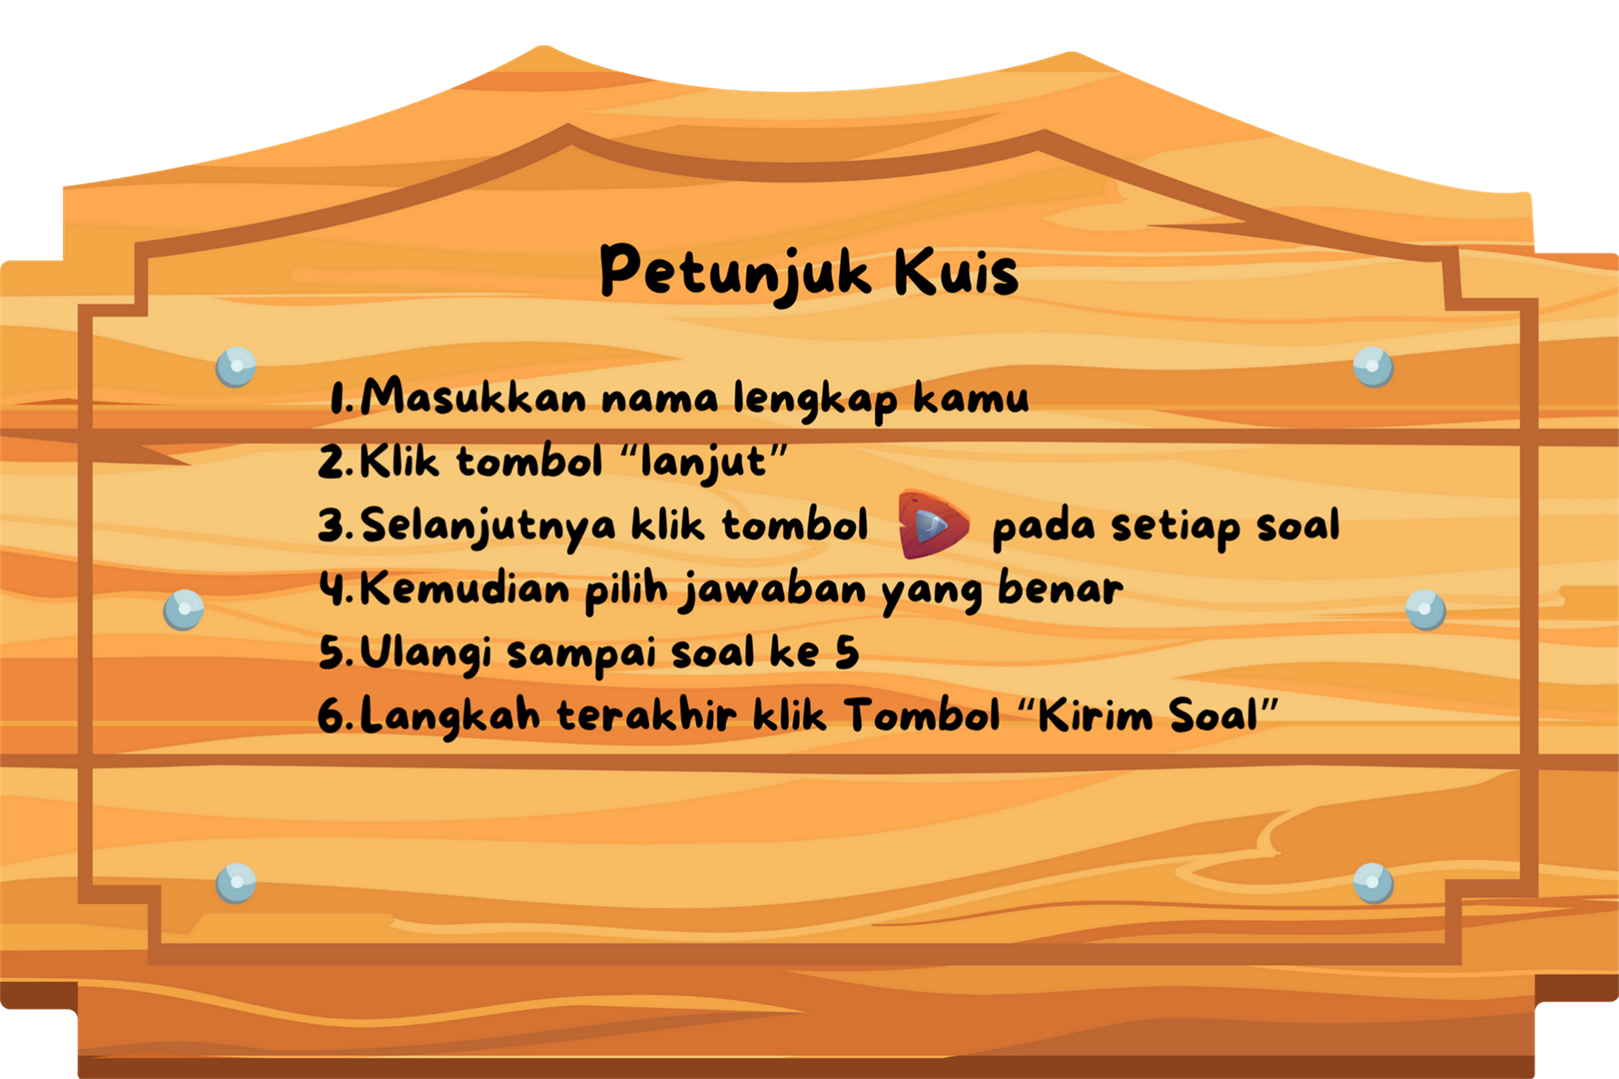 Petunjuk Kuis
1. Masukkan nama lengkap kamu
2. Klik tombol “lanjut”
3. Selanjutnya klik tombol pada setiap soal
4. Kemudian pilih jawaban yang benar
5. Ulangi sampai soal ke 5
6. Langkah terakhir klik Tombol “Kirim Soal”